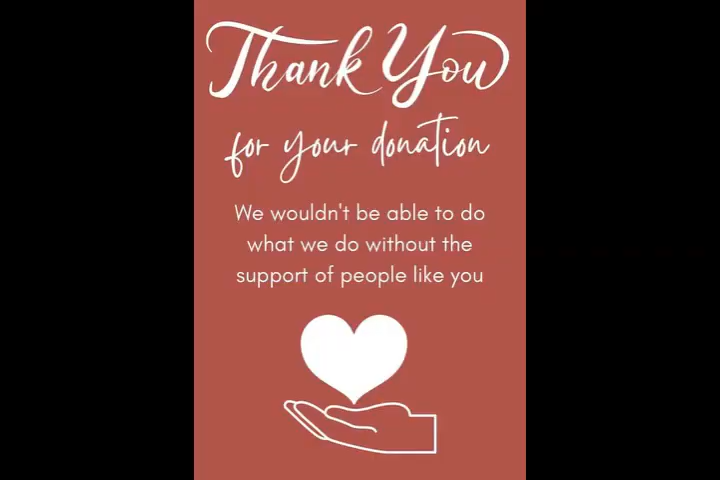 Thank You
for your donation
We wouldn't be able to do
what we do without the
support of people like you